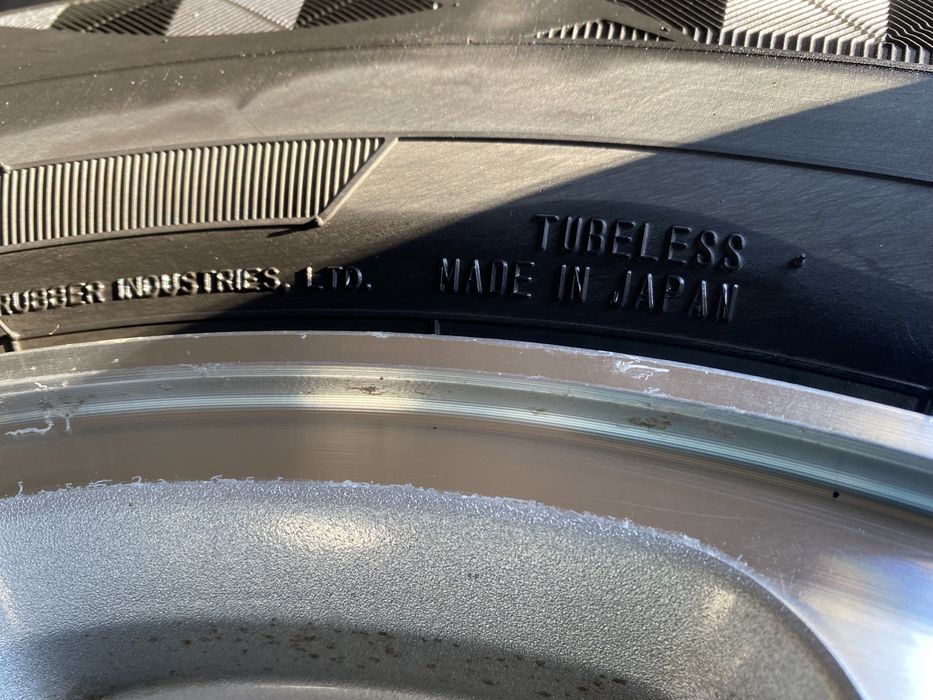 TUBELESS
RUBBER INDUSTRIES, LTD. MADE IN JAPAN